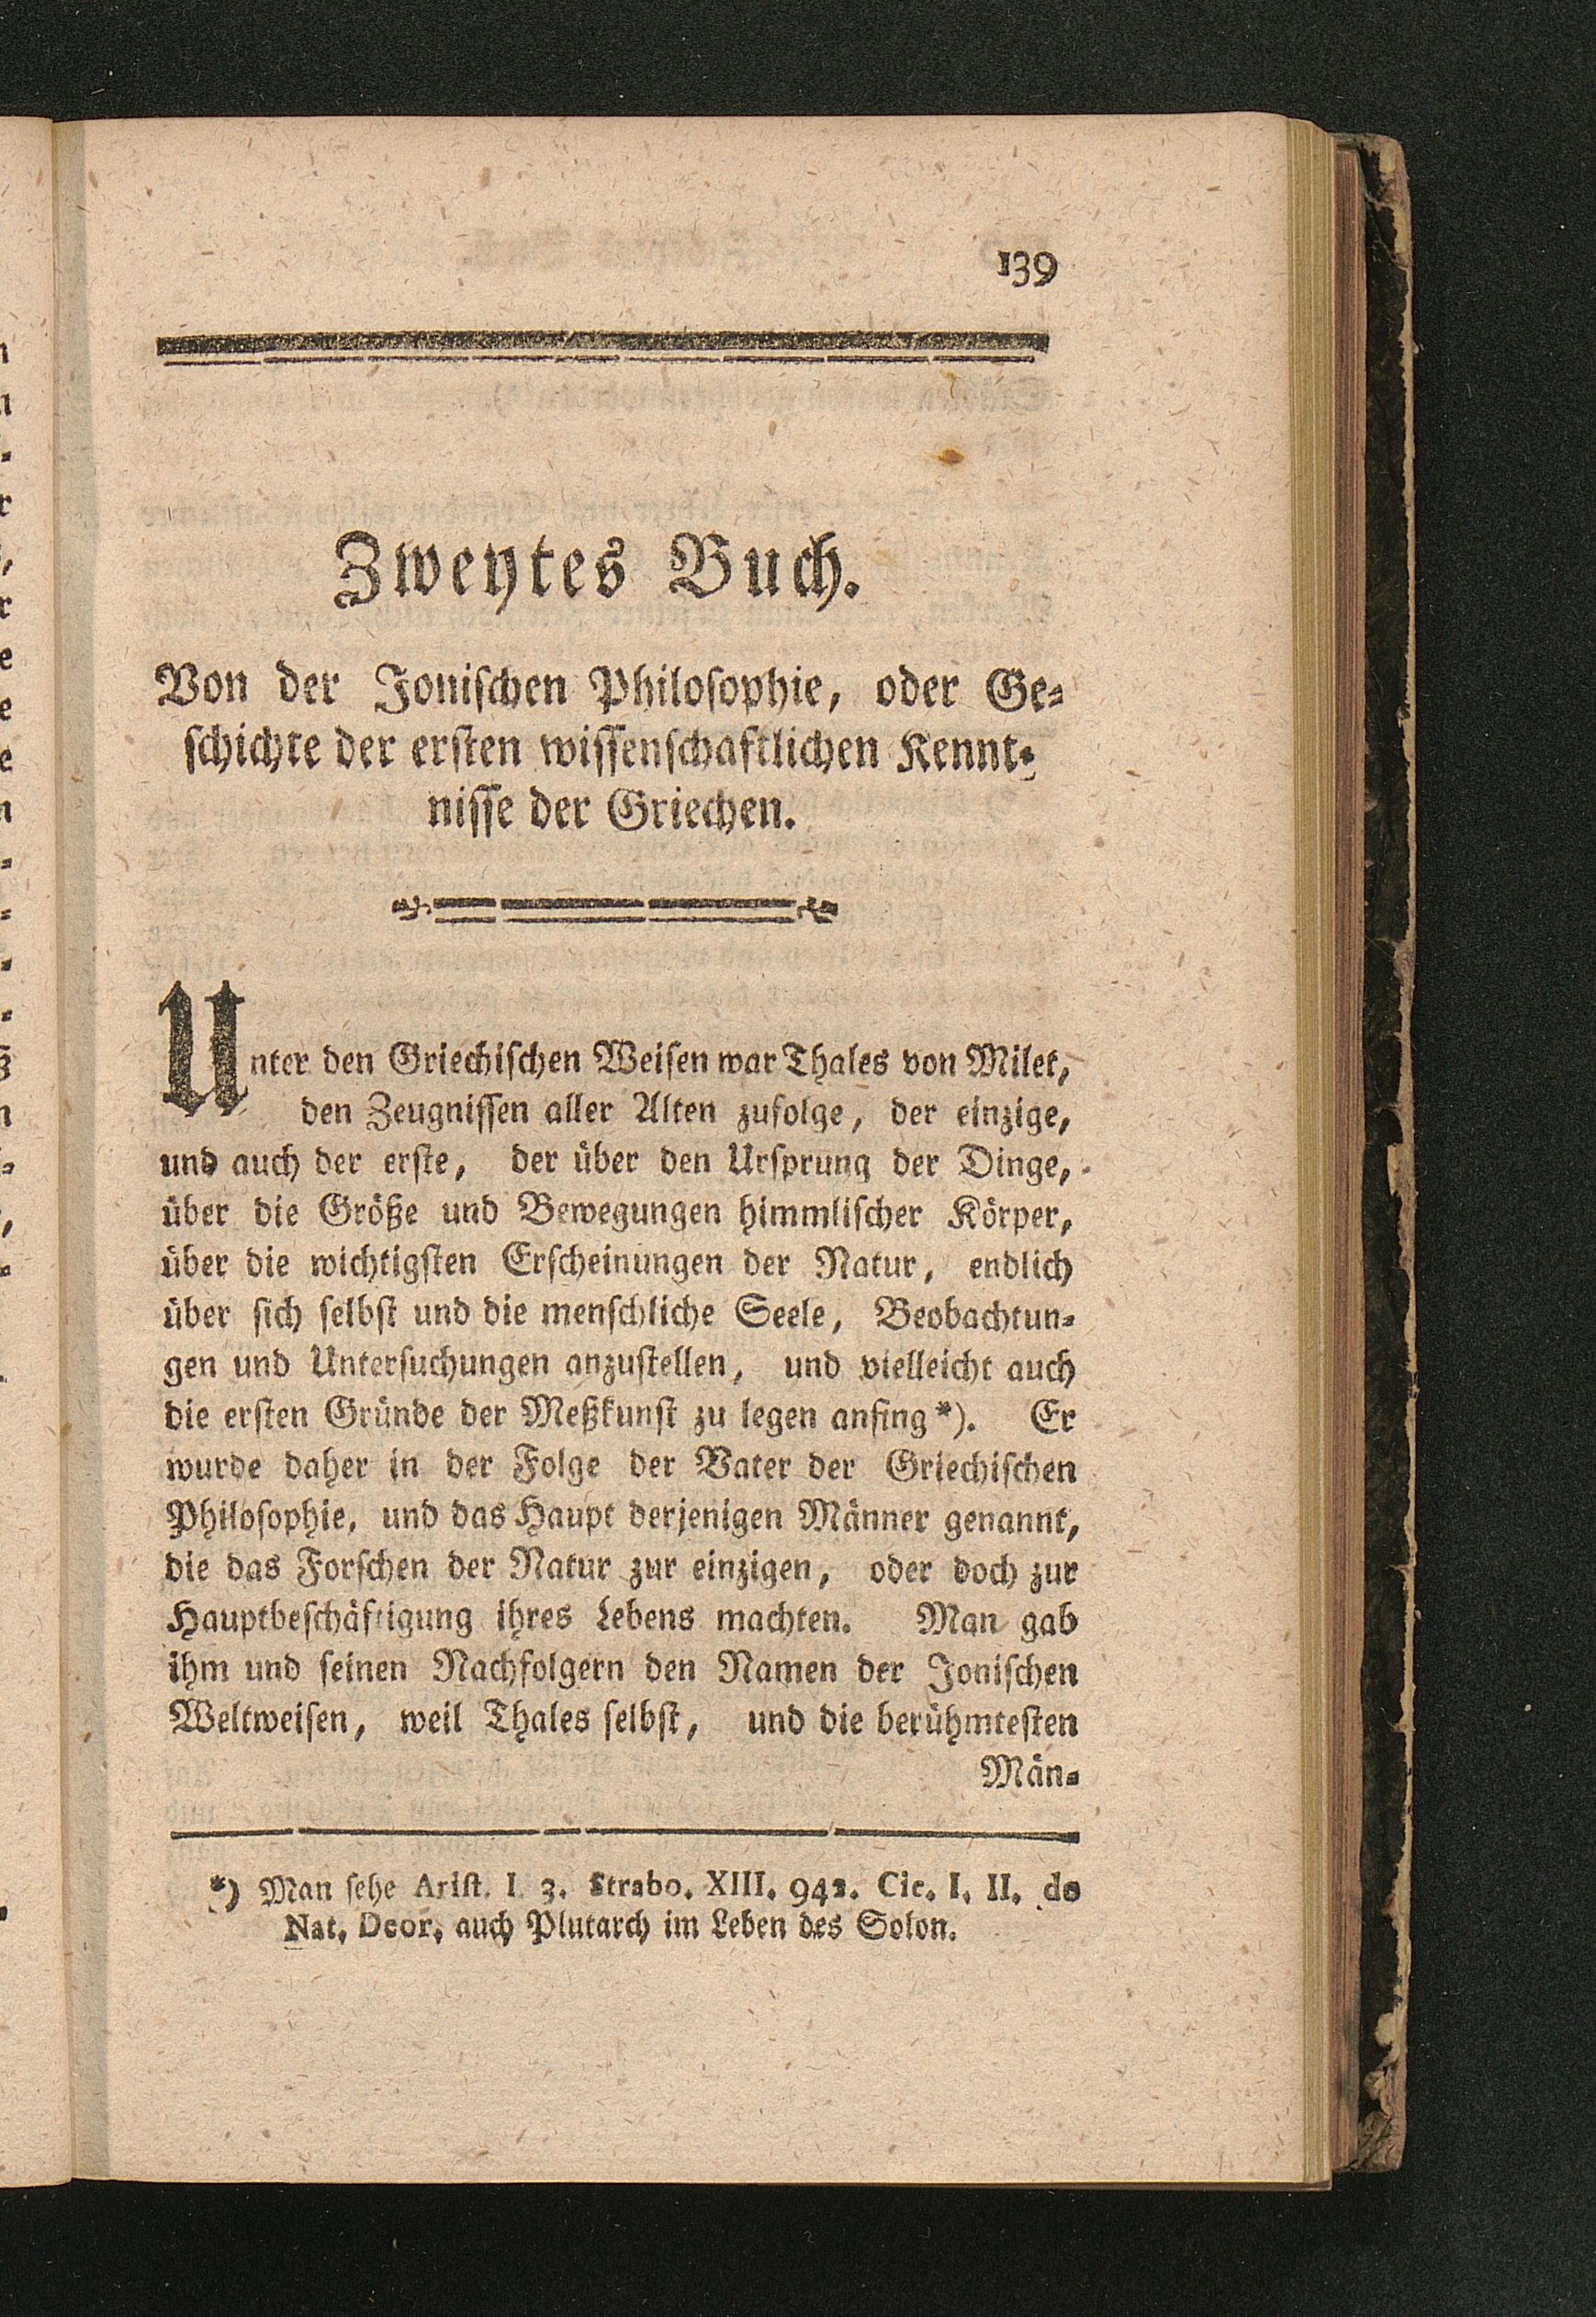 139
Zweytes Buch.
Von der Jonischen Philosophie, oder Ge-
schichte der ersten wissenschaftlichen Kennt-
nisse der Griechen.
Unter den Griechischen Weisen war Thales von Milet,
den Zeugnissen aller Alten zufolge, der einzige,
und auch der erste, der über den Ursprung der Dinge,
über die Größe und Bewegungen himmlischer Körper,
über die wichtigsten Erscheinungen der Natur, endlich
über sich selbst und die menschliche Seele, Beobachtun-
gen und Untersuchungen anzustellen, und vielleicht auch
die ersten Gründe der Meßkunst zu legen anfing*). Er
wurde daher in der Folge der Vater der Griechischen
Philosophie, und das Haupt derjenigen Männer genannt,
die das Forschen der Natur zur einzigen, oder doch zur
Hauptbeschäftigung ihres Lebens machten. Man gab
ihm und seinen Nachfolgern den Namen der Jonischen
Weltweisen, weil Thales selbst, und die berühmtesten
Män-
*) Man sehe Arist. I. 3. Strabo. XIII. Cic. I. II. de
Nat. Deor. auch Plutarch im Leben des Solon.